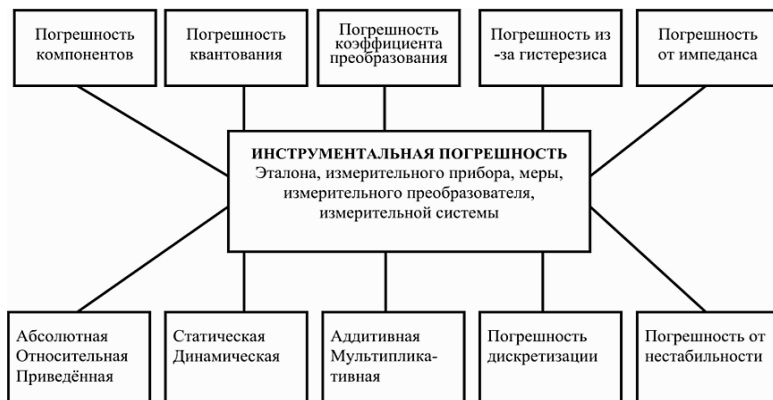 Погрешность
компонентов
Погрешность
квантования
Погрешность
коэффициента
преобразования
Погрешность из
-за гистерезиса
Погрешность
от импеданса
ИНСТРУМЕНТАЛЬНАЯ ПОГРЕШНОСТЬ
Эталона, измерительного прибора, меры,
измерительного преобразователя,
измерительной системы
Абсолютная
Относительная
Приведённая
Статическая
Динамическая
Аддитивная
Мультиплика-
тивная
Погрешность
дискретизации
Погрешность от
нестабильности